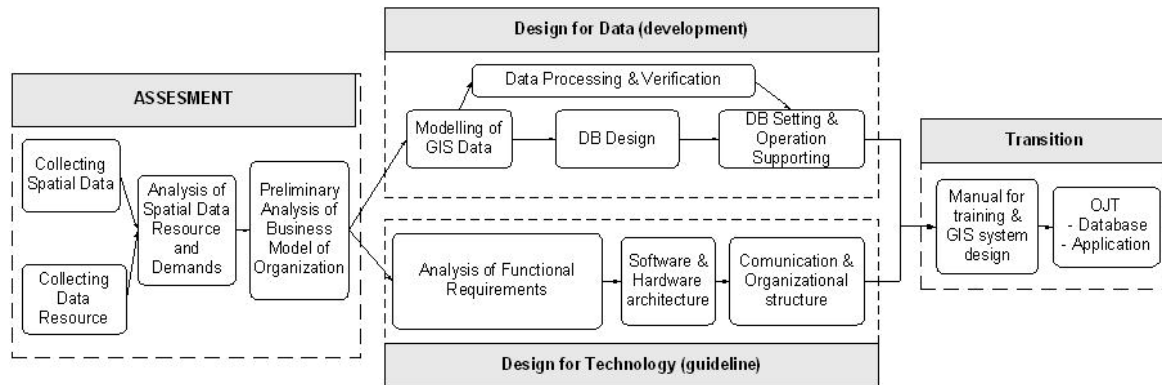 ASSESMENT
Collecting
Spatial Data
Collecting
Data
Resource
Analysis of
Spatial Data
Resource
and
Demands
Preliminary
Analysis of
Business
Model of
Organization
Design for Data (development)
Data Processing & Verification
Modelling of
GIS Data
DB Design
DB Setting &
Operation
Supporting
Analysis of Functional
Requirements
Software &
Hardware
architecture
Comunication &
Organizational
structure
Design for Technology (guideline)
Transition
Manual for
training &
GIS system
design
OJT
- Database
- Application